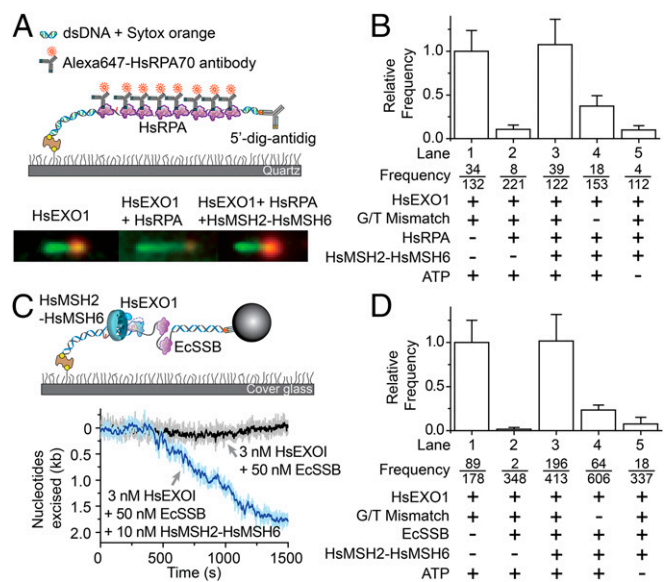 A
dsDNA + Sytox orange
Alexa647-HsRPA70 antibody
HsRPA
5'-dig-antidig
Quartz
HsEXO1
HsEXO1
+ HsRPA
HsEXO1+ HsRPA
+HsMSH2-HsMSH6
B
Relative
Frequency
1.0
0.5
0.0
Lane 1 2 3 4 5
Frequency 34/132 8/221 39/122 18/153 4/112
HsEXO1 + + + + +
G/T Mismatch + + + - +
HsRPA - + + + +
HsMSH2-HsMSH6 - - + + +
ATP + + + + -
C
HsMSH2
-HsMSH6
HsEXO1
EcSSB
Cover glass
Nucleotides
excised (kb)
0
0.5
1.0
1.5
2.0
3 nM HsEXOI
+ 50 nM EcSSB
3 nM HsEXOI
+ 50 nM EcSSB
+ 10 nM HsMSH2-HsMSH6
0 500 1000 1500
Time (s)
D
Relative
Frequency
1.0
0.5
0.0
Lane 1 2 3 4 5
Frequency 89/178 2/348 196/413 64/606 18/337
HsEXO1 + + + + +
G/T Mismatch + + + - +
EcSSB - + + + +
HsMSH2-HsMSH6 - - + + +
ATP + + + + -